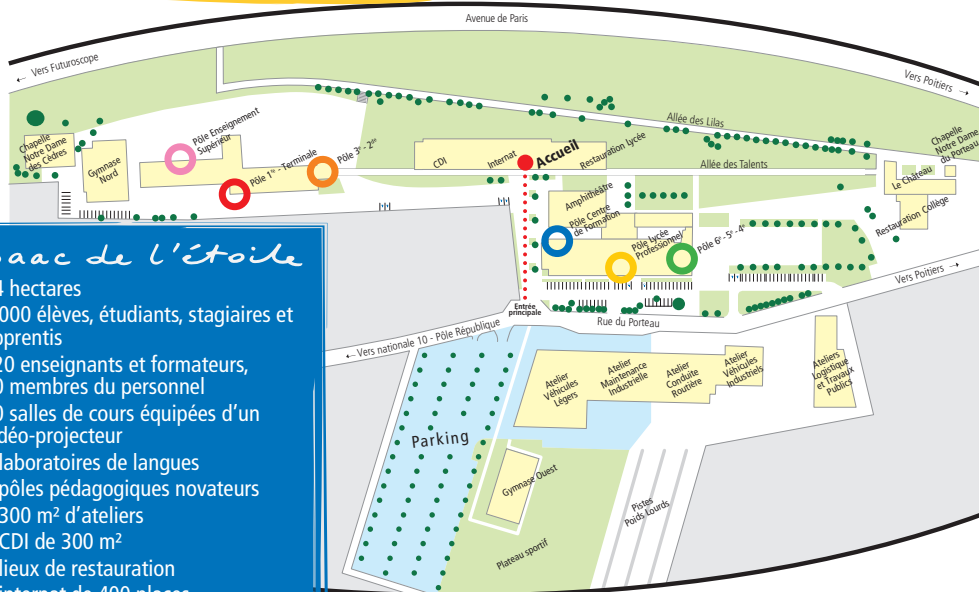 Avenue de Paris
← Vers Futuroscope
Vers Poitiers →
Allée des Lilas
Allée des Talents
Chapelle
Notre Dame
des Cèdres
Gymnase
Nord
Pôle Enseignement
Supérieur
Pôle 1re - Terminale
Pôle 3e - 2de
CDI
Internat
Accueil
Restauration Lycée
Chapelle
Notre Dame
du Porteau
Le Château
Restauration Collège
Amphithéâtre
Pôle Centre
de Formation
Pôle Lycée
Professionnel
Pôle 6e - 5e - 4e
Vers Poitiers →
Entrée
principale
Rue du Porteau
← Vers nationale 10 - Pôle République
aac de l'étoile
hectares
000 élèves, étudiants, stagiaires et
20 enseignants et formateurs,
0 membres du personnel
0 salles de cours équipées d'un
laboratoires de langues
pôles pédagogiques novateurs
300 m² d'ateliers
CDI de 300 m²
lieux de restauration
internat de 400 places
Parking
Atelier
Véhicules
Légers
Atelier
Maintenance
Industrielle
Atelier
Conduite
Routière
Atelier
Véhicules
Industriels
Ateliers
Logistique
et Travaux
Publics
Gymnase Ouest
Plateau sportif
Pistes
Poids Lourds